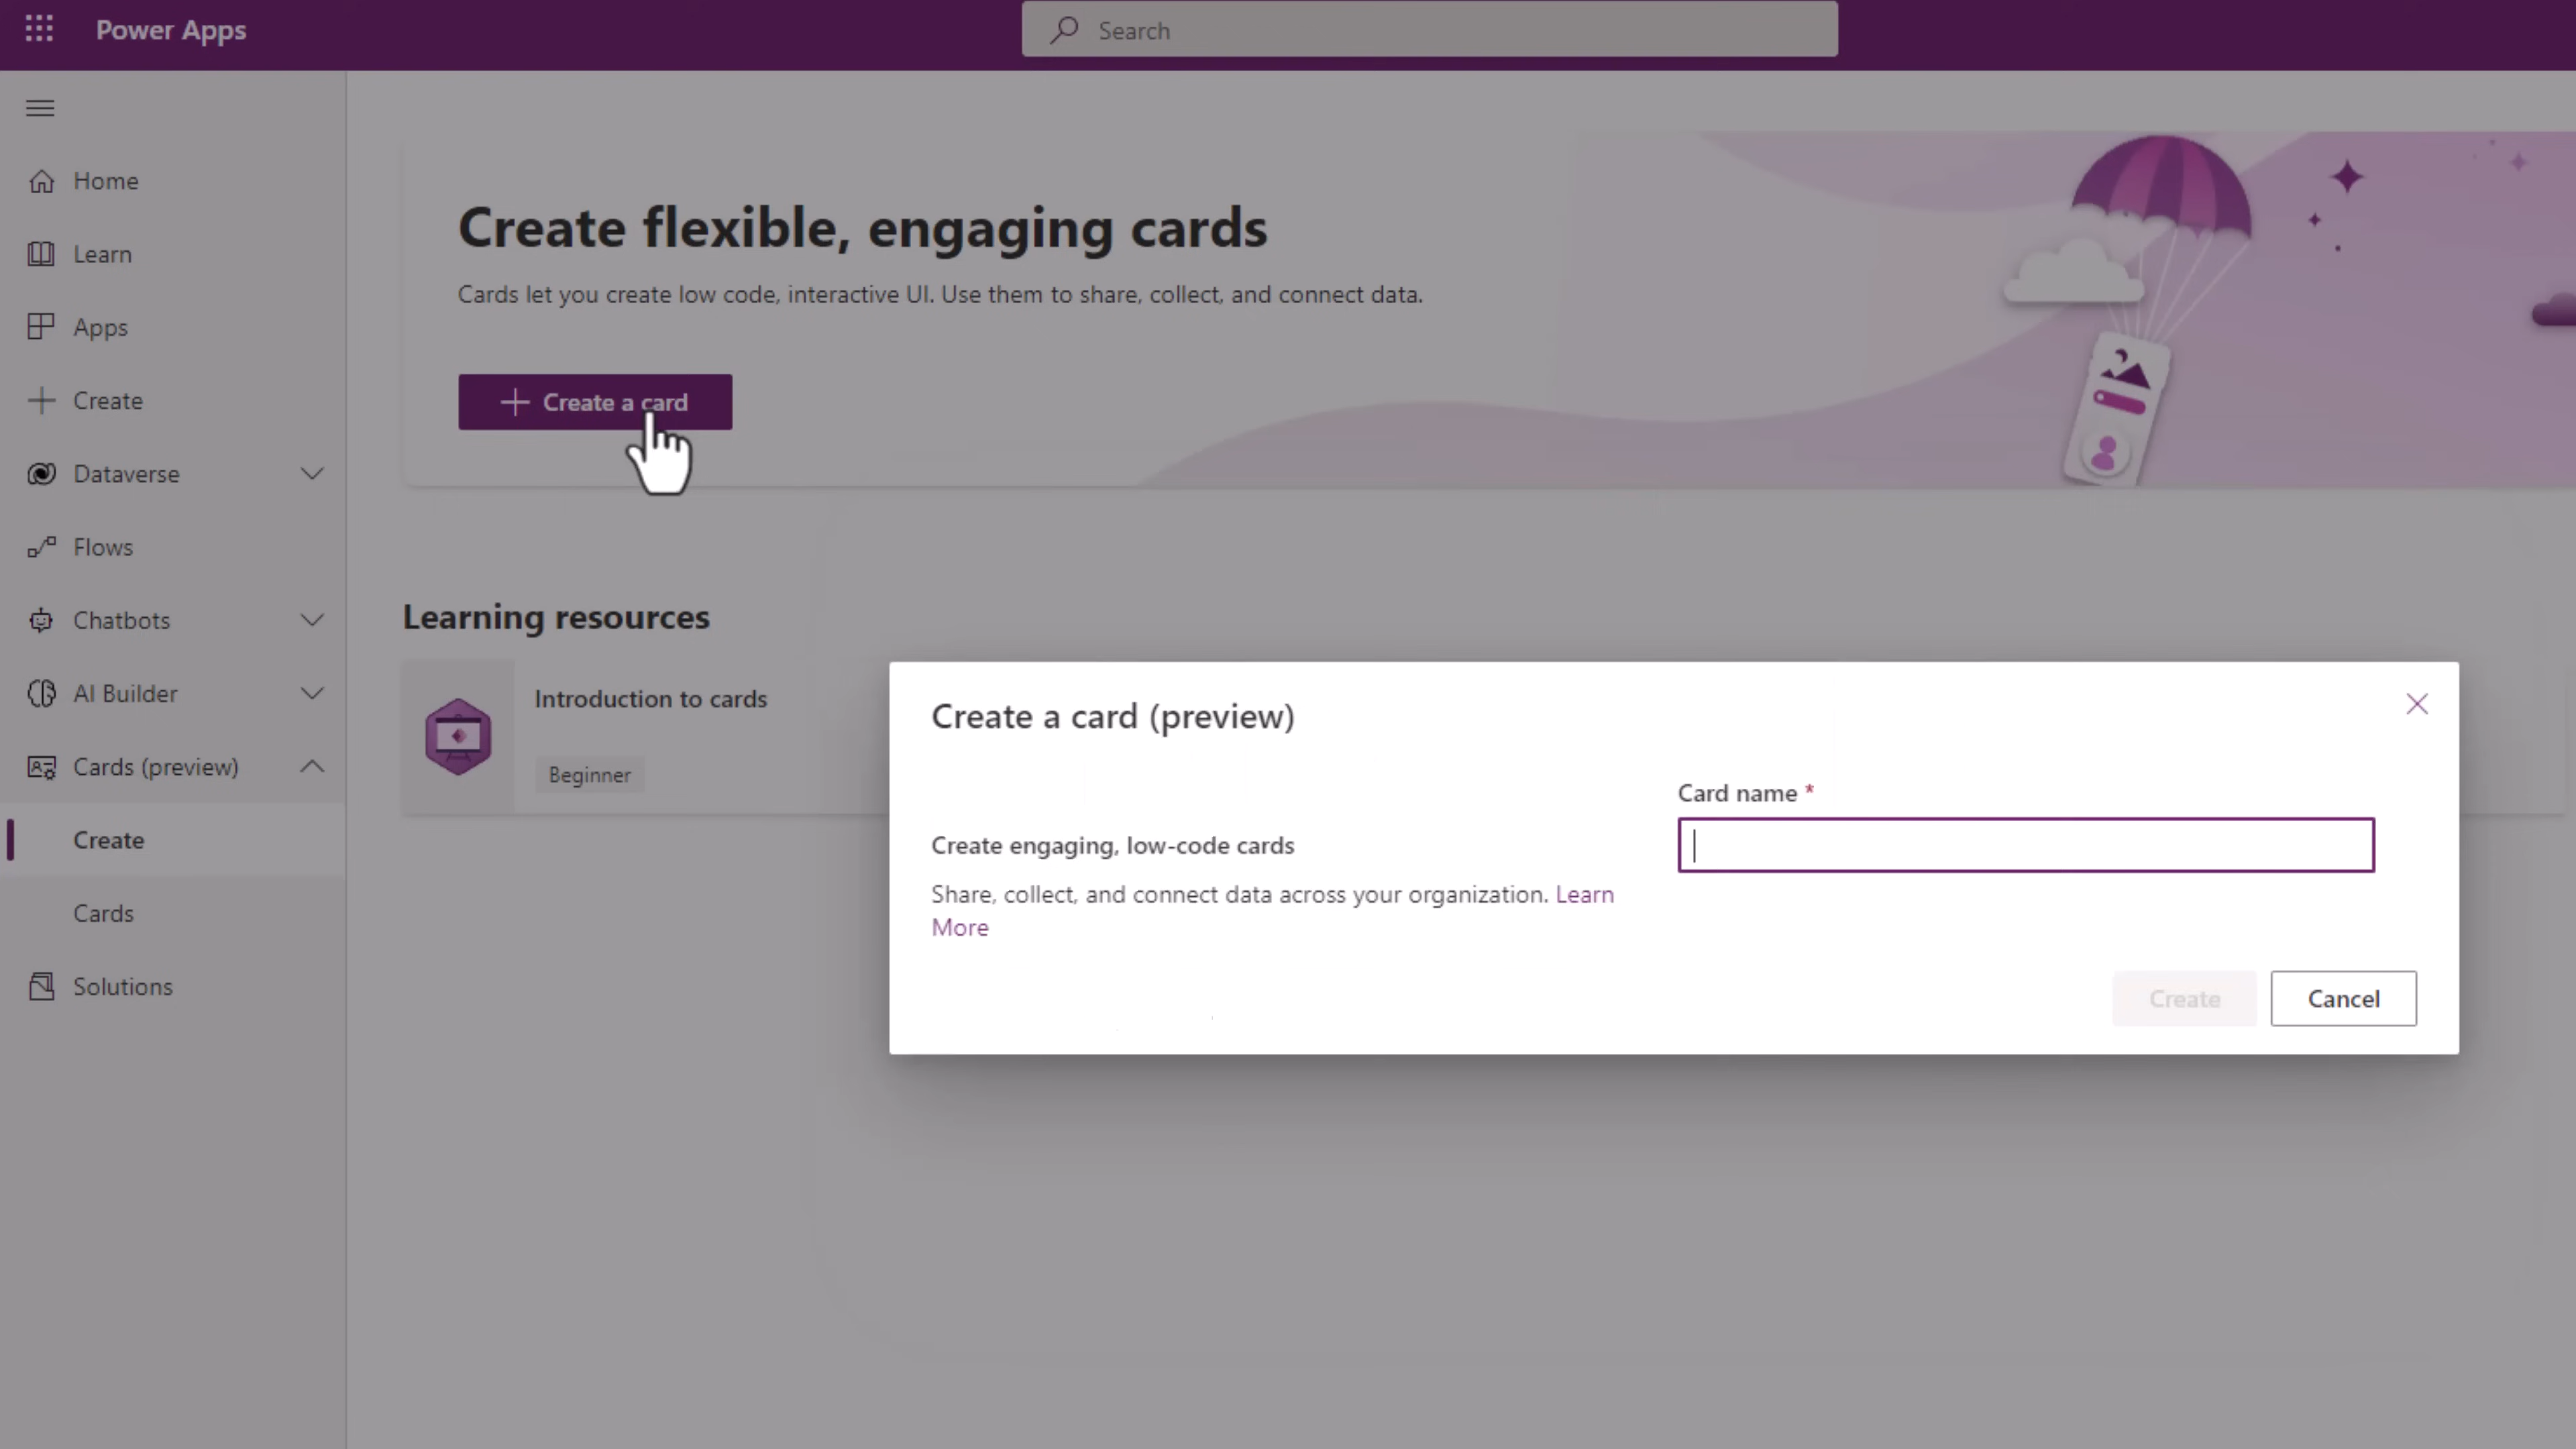 Power Apps
Search
Home
Learn
Apps
Create
Dataverse
Flows
Chatbots
AI Builder
Cards (preview)
Create
Cards
Solutions
Create flexible, engaging cards
Cards let you create low code, interactive UI. Use them to share, collect, and connect data.
Create a card
Learning resources
Introduction to cards
Beginner
Create a card (preview)
Create engaging, low-code cards
Share, collect, and connect data across your organization. Learn
More
Card name *
Create
Cancel